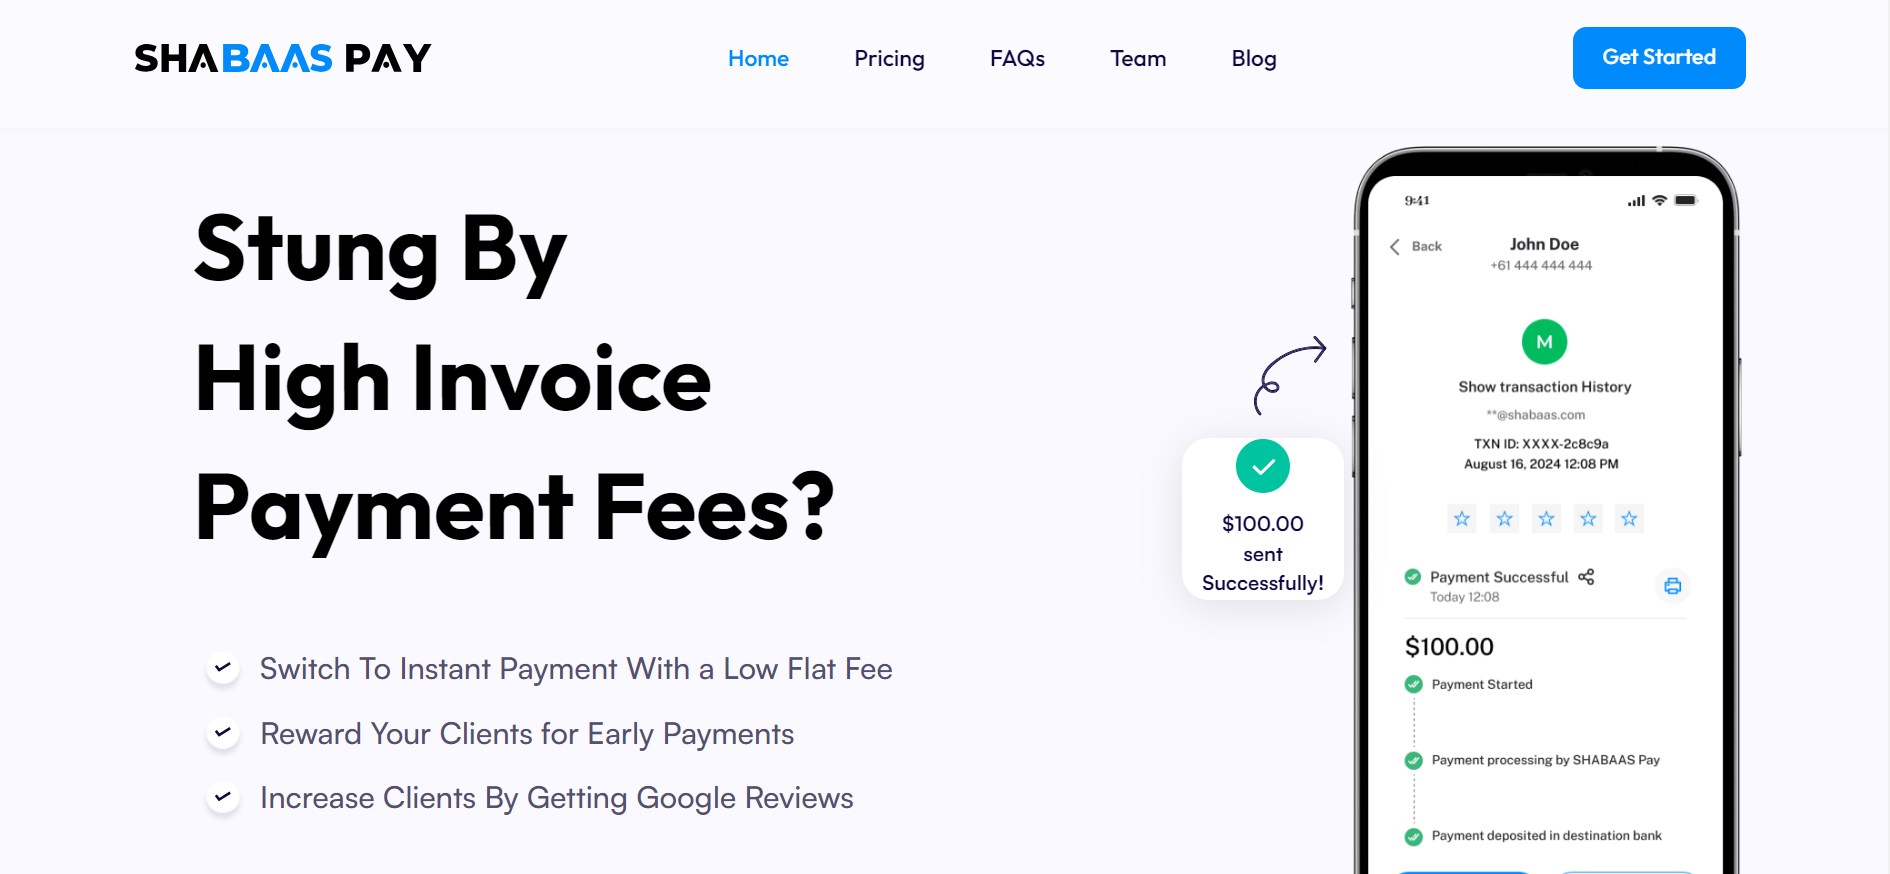 SHABAAS PAY
Home
Pricing
FAQs
Team
Blog
Get Started
Stung By
High Invoice
Payment Fees?
Switch To Instant Payment With a Low Flat Fee
Reward Your Clients for Early Payments
Increase Clients By Getting Google Reviews
$100.00
sent
Successfully!
9:41
Back
John Doe
+61 444 444 444
M
Show transaction History
**@shabaas.com
TXN ID: XXXX-2c8c9a
August 16, 2024 12:08 PM
Payment Successful
Today 12:08
$100.00
Payment Started
Payment processing by SHABAAS Pay
Payment deposited in destination bank